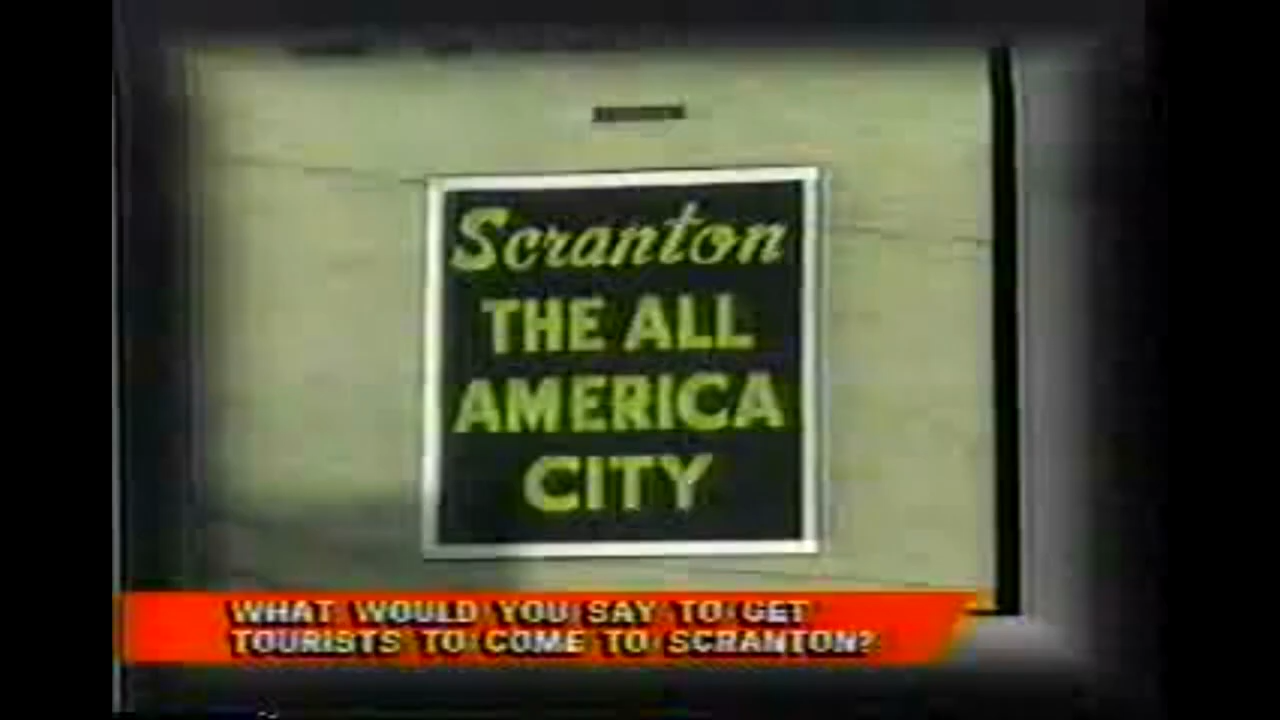 Scranton
THE ALL
AMERICA
CITY
WHAT WOULD YOU SAY TO GET
TOURISTS TO COME TO SCRANTON?